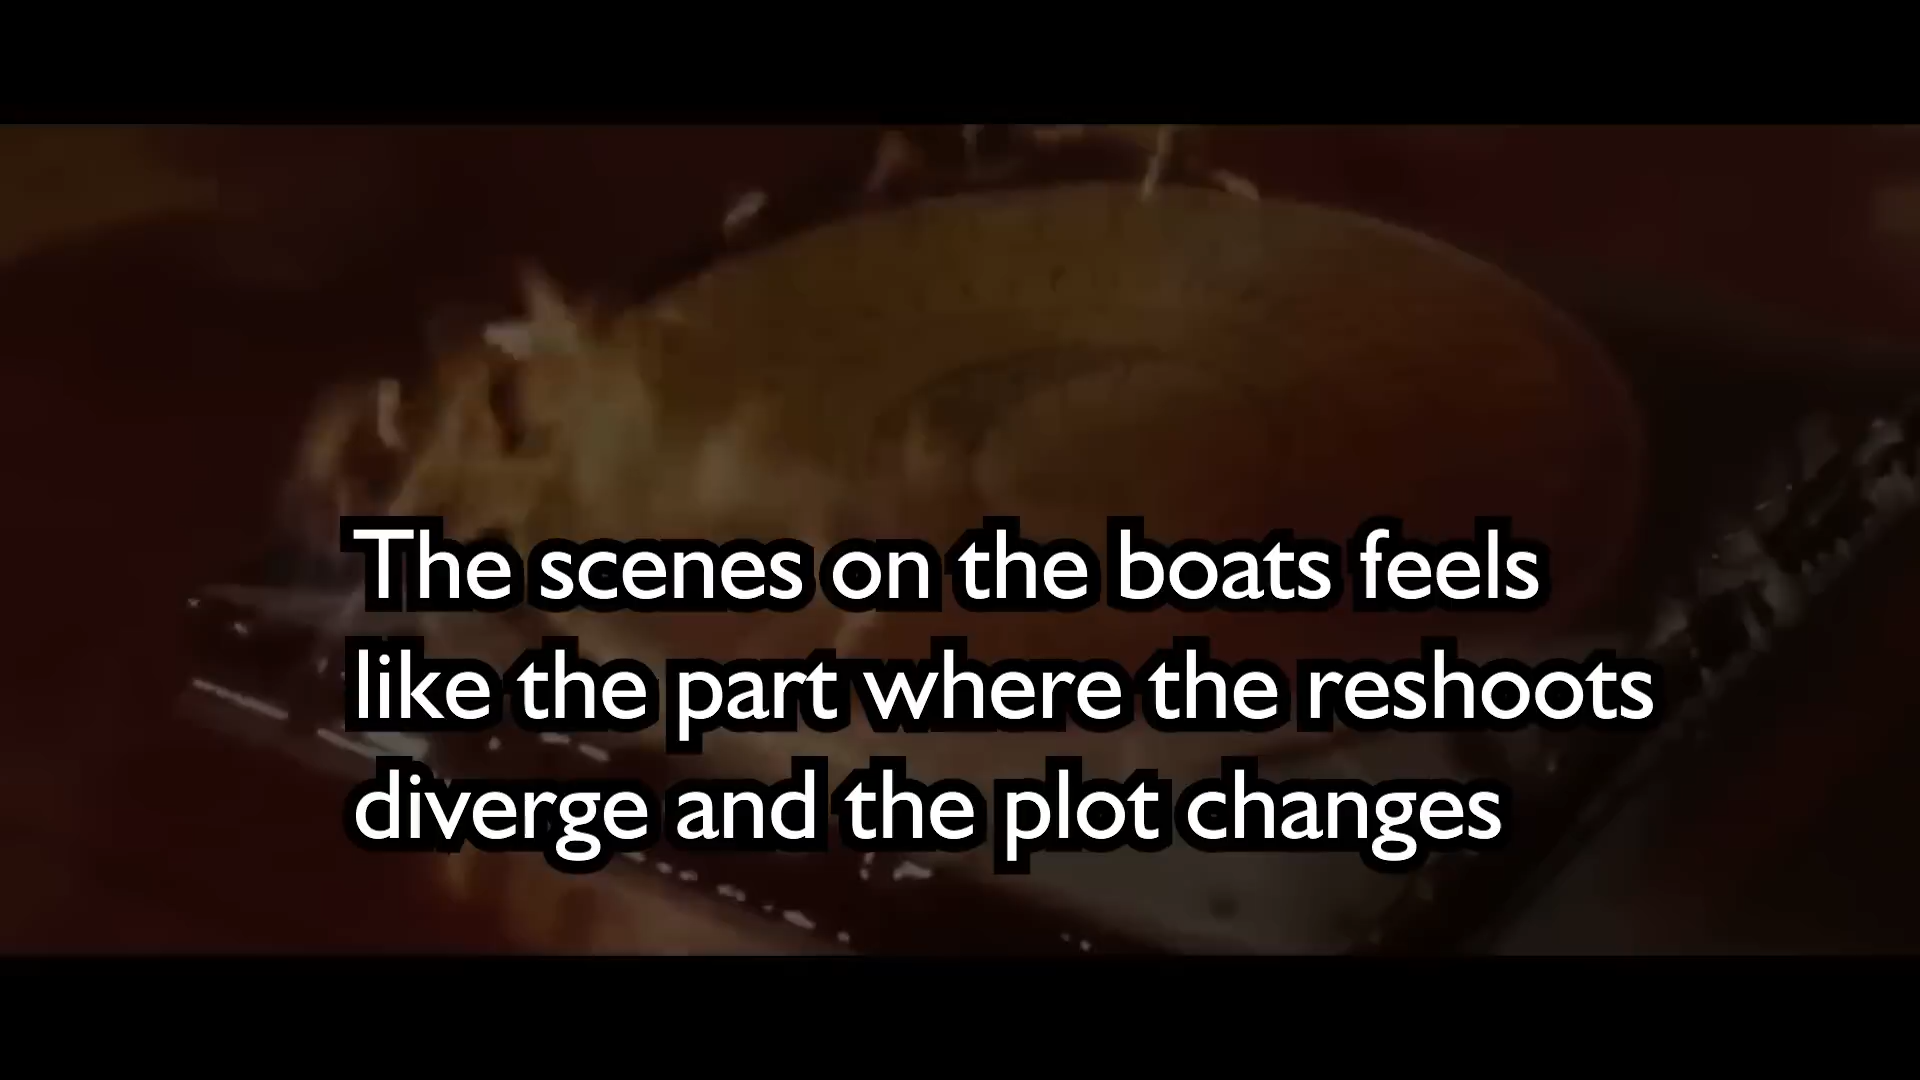 The scenes on the boats feels
like the part where the reshoots
diverge and the plot changes